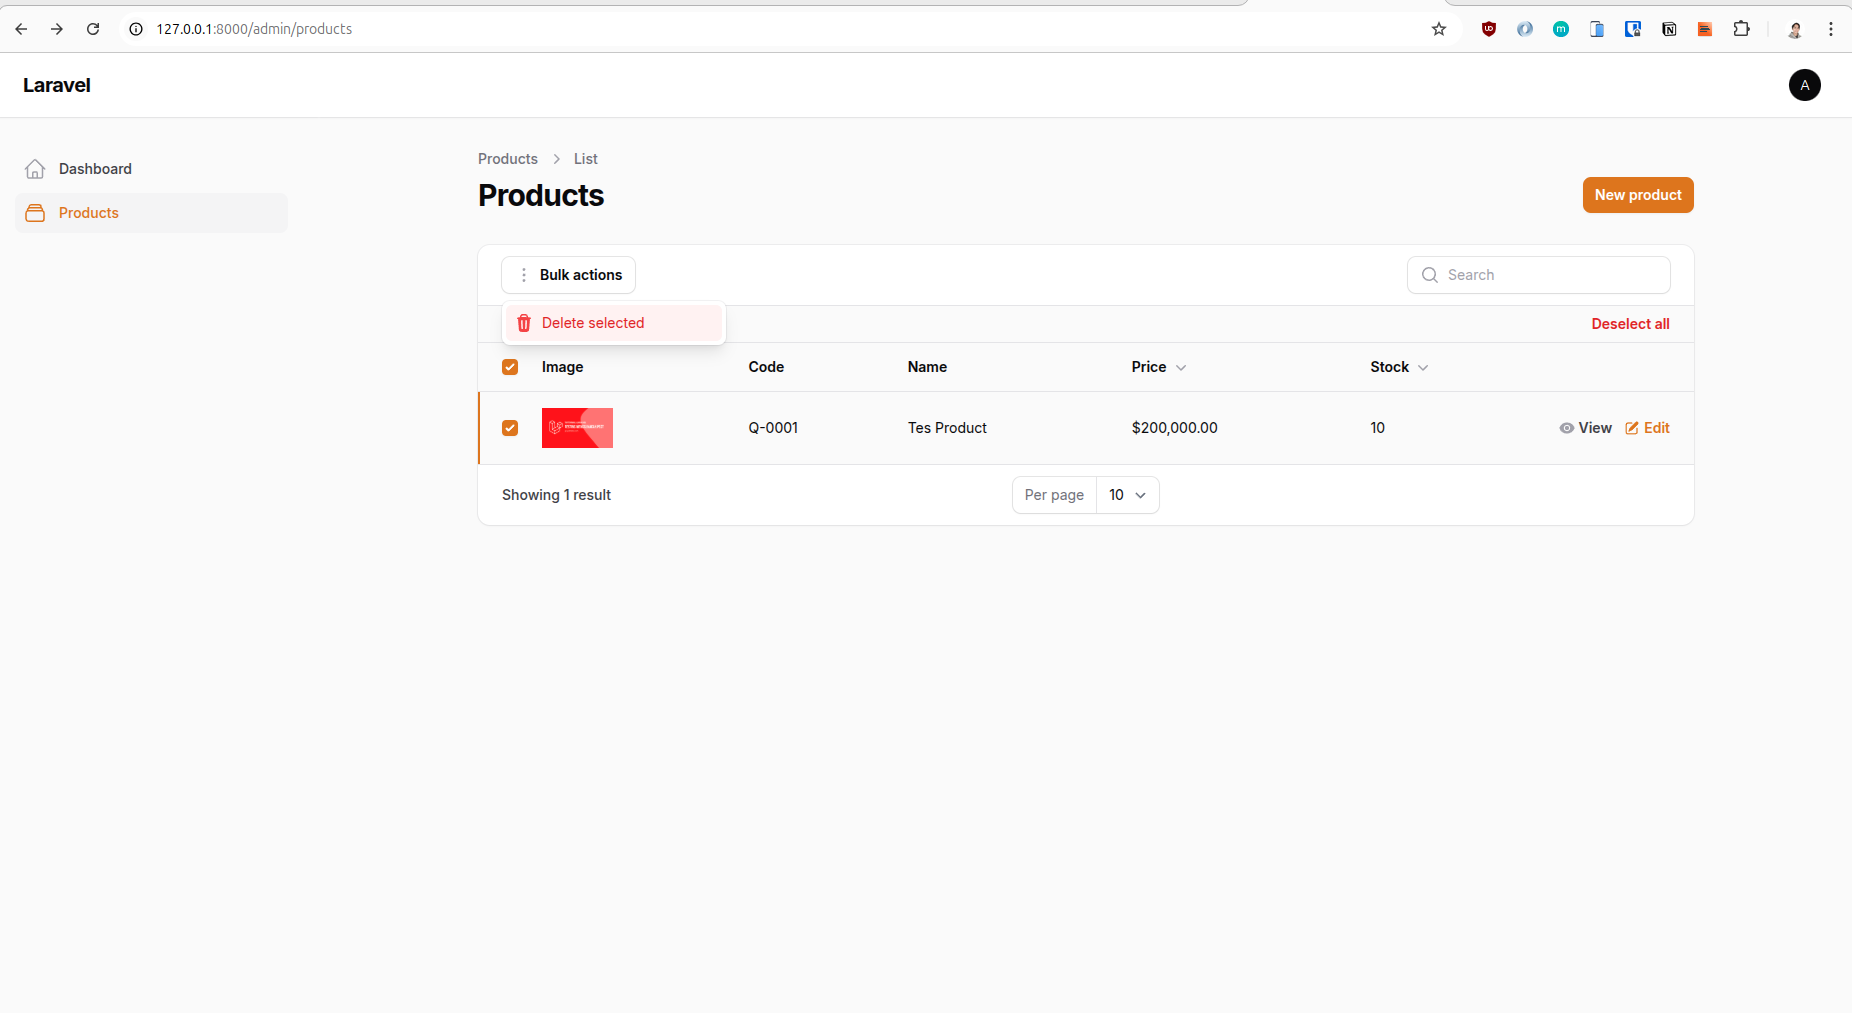 127.0.0.1:8000/admin/products
Laravel
A
Dashboard
Products
Products > List
Products
New product
Bulk actions
Search
Delete selected
Deselect all
Image Code Name Price Stock
Q-0001 Tes Product $200,000.00 10 View Edit
Showing 1 result
Per page 10